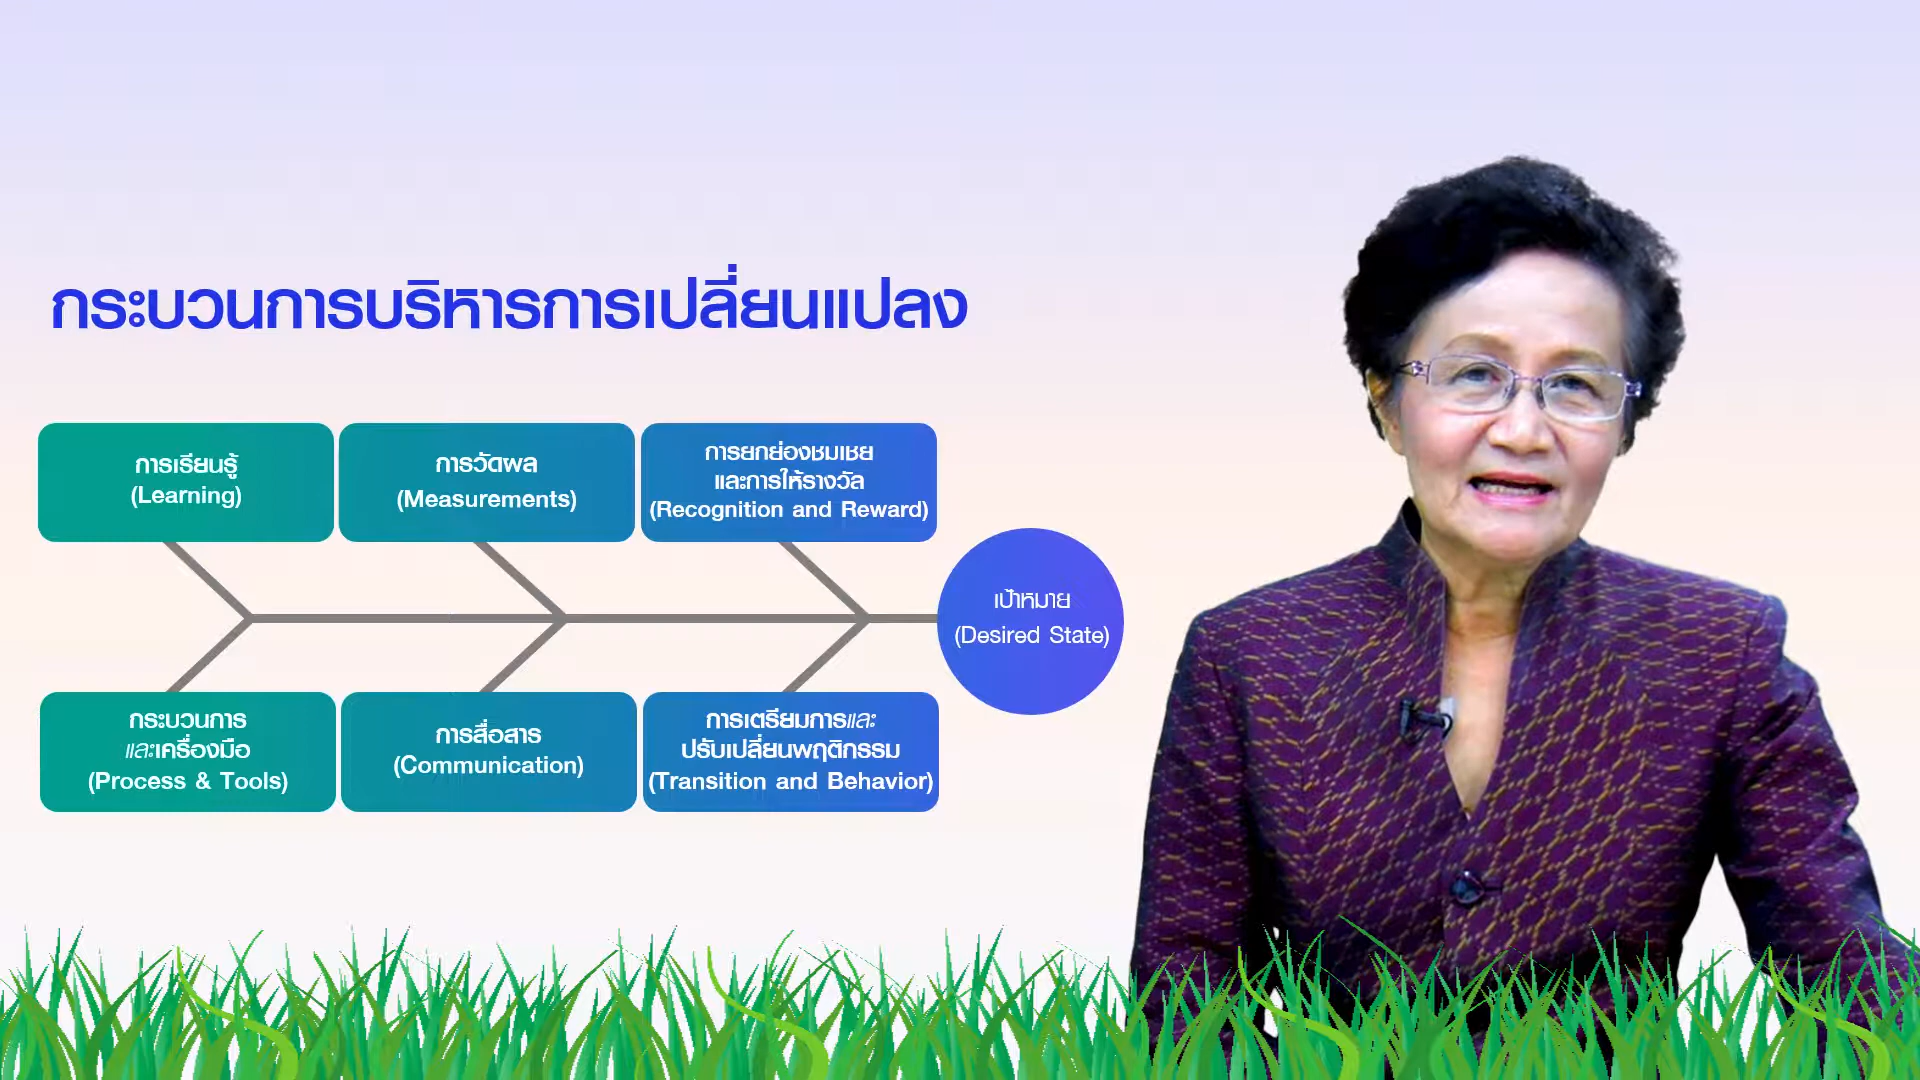 กระบวนการบริหารการเปลี่ยนแปลง
การเรียนรู้
(Learning)
การวัดผล
(Measurements)
การยกย่องชมเชย
และการให้รางวัล
(Recognition and Reward)
เป้าหมาย
(Desired State)
กระบวนการ
และเครื่องมือ
(Process & Tools)
การสื่อสาร
(Communication)
การเตรียมการและ
ปรับเปลี่ยนพฤติกรรม
(Transition and Behavior)